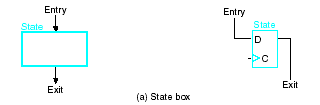 Entry
State
Exit
Entry
State
D
C
Exit
(a) State box